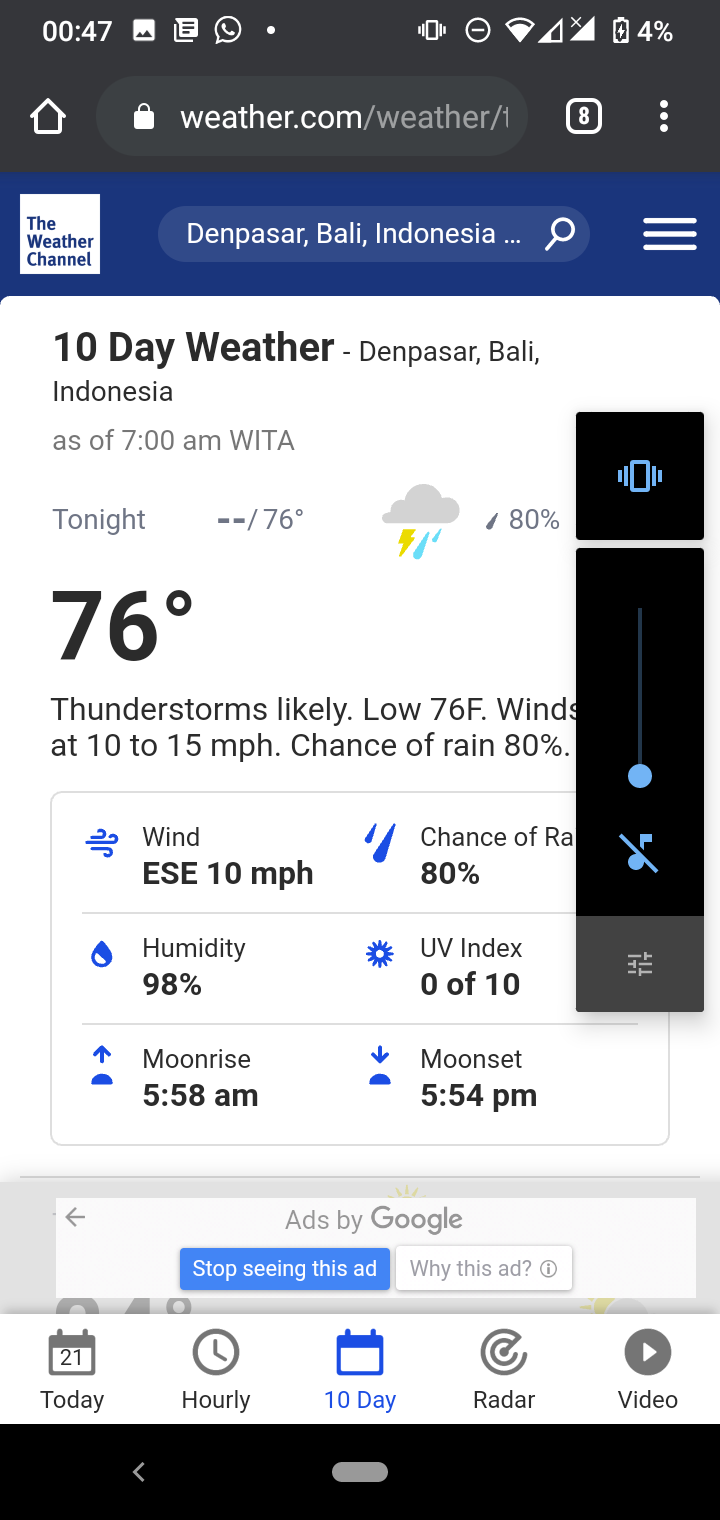 00:47 4%
weather.com/weather/t 8
The
Weather
Channel
Denpasar, Bali, Indonesia ...
10 Day Weather - Denpasar, Bali,
Indonesia
as of 7:00 am WITA
Tonight --/ 76° 80%
76°
Thunderstorms likely. Low 76F. Winds
at 10 to 15 mph. Chance of rain 80%.
Wind Chance of Ra
ESE 10 mph 80%
Humidity UV Index
98% 0 of 10
Moonrise Moonset
5:58 am 5:54 pm
Ads by Google
Stop seeing this ad Why this ad?
21
Today Hourly 10 Day Radar Video